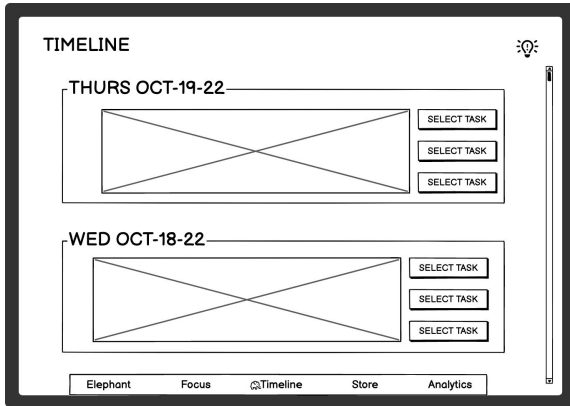 TIMELINE
THURS OCT-19-22
SELECT TASK
SELECT TASK
SELECT TASK
WED OCT-18-22
SELECT TASK
SELECT TASK
SELECT TASK
Elephant Focus Timeline Store Analytics